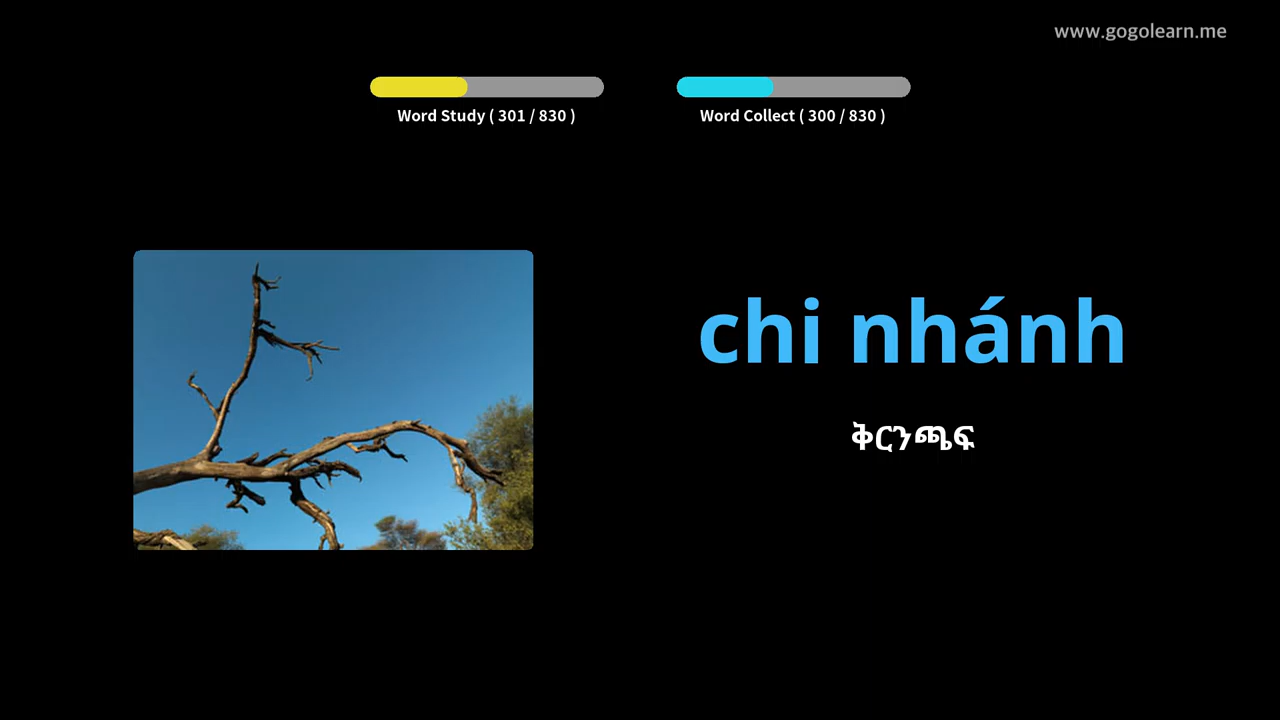 www.gogolearn.me
Word Study ( 301 / 830 )
Word Collect ( 300 / 830 )
chi nhánh
ቅርንጫፍ